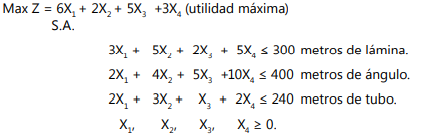 Max Z = 6X₁ + 2X₂ + 5X₃ +3X₄ (utilidad máxima)
S.A.
3X₁ + 5X₂ + 2X₃ + 5X₄ ≤ 300 metros de lámina.
2X₁ + 4X₂ + 5X₃ +10X₄ ≤ 400 metros de ángulo.
2X₁ + 3X₂ + X₃ + 2X₄ ≤ 240 metros de tubo.
X₁, X₂, X₃, X₄ ≥ 0.